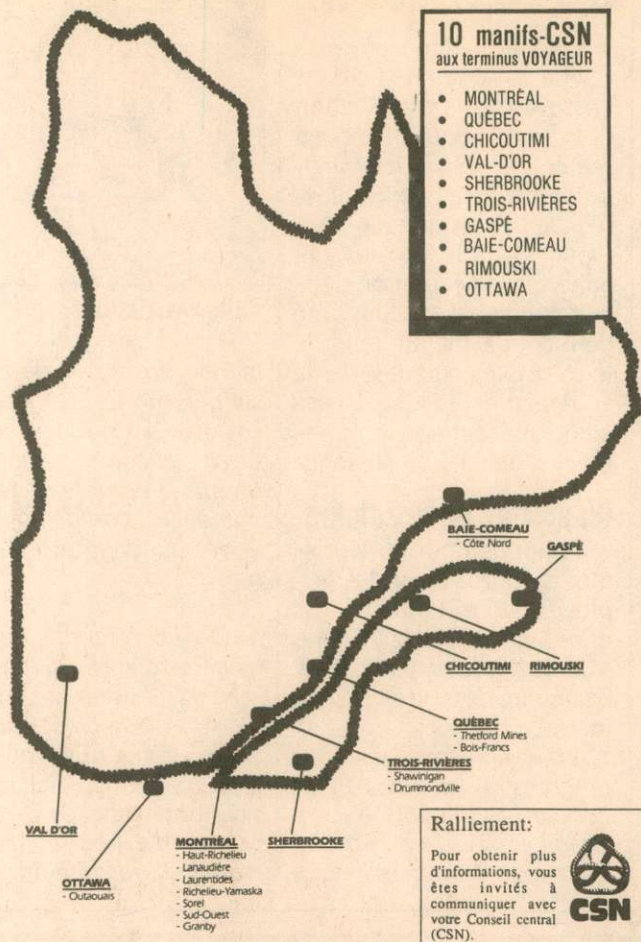 10 manifs-CSN
aux terminus VOYAGEUR
• MONTRÉAL
• QUÉBEC
• CHICOUTIMI
• VAL-D'OR
• SHERBROOKE
• TROIS-RIVIÈRES
• GASPÉ
• BAIE-COMEAU
• RIMOUSKI
• OTTAWA
BAIE-COMEAU
- Côte Nord
GASPÉ
CHICOUTIMI
RIMOUSKI
QUÉBEC
- Thetford Mines
- Bois-Francs
TROIS-RIVIÈRES
- Shawinigan
- Drummondville
VAL D'OR
OTTAWA
- Outaouais
MONTRÉAL
- Haut-Richelieu
- Lanaudière
- Laurentides
- Richelieu-Yamaska
- Sorel
- Sud-Ouest
- Granby
SHERBROOKE
Ralliement:
Pour obtenir plus
d'informations, vous
êtes invités à
communiquer avec
votre Conseil central
(CSN).
CSN